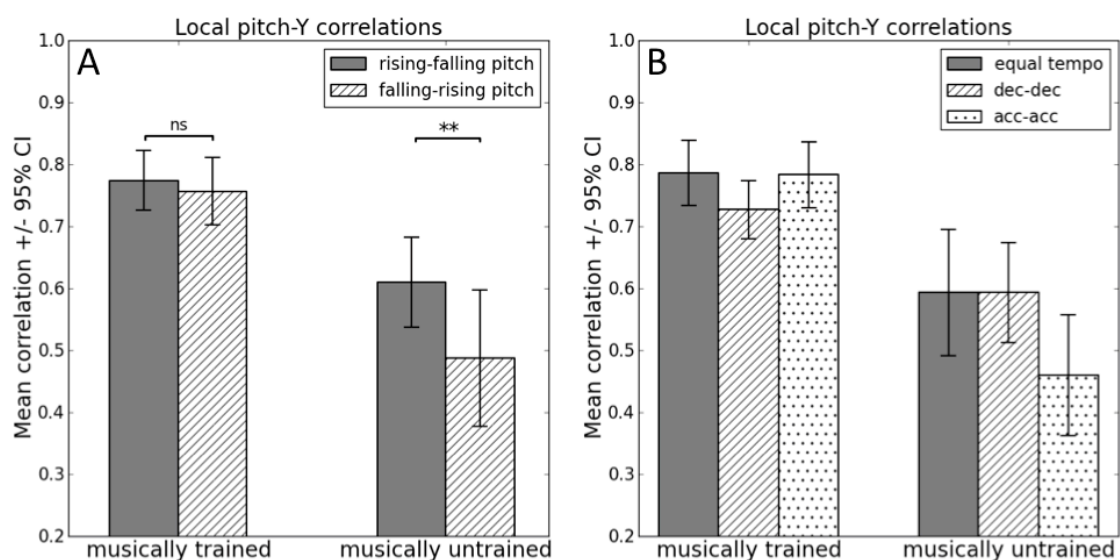 Local pitch-Y correlations
A
rising-falling pitch
falling-rising pitch
ns
**
Mean correlation +/- 95% CI
1.0
0.9
0.8
0.7
0.6
0.5
0.4
0.3
0.2
musically trained
musically untrained
Local pitch-Y correlations
B
equal tempo
dec-dec
acc-acc
Mean correlation +/- 95% CI
1.0
0.9
0.8
0.7
0.6
0.5
0.4
0.3
0.2
musically trained
musically untrained